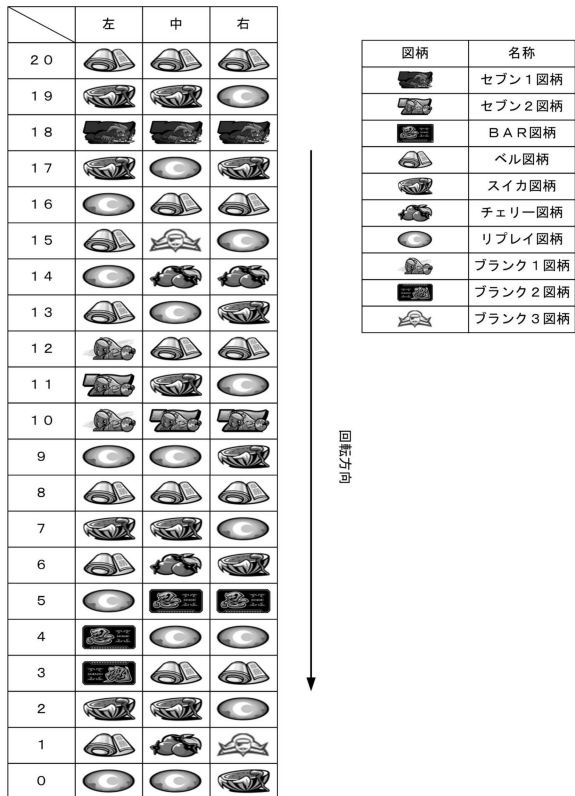 左 中 右
２０
１９
１８
１７
１６
１５
１４
１３
１２
１１
１０
９
８
７
６
５
４
３
２
１
０
図柄 名称
セブン１図柄
セブン２図柄
ＢＡＲ図柄
ベル図柄
スイカ図柄
チェリー図柄
リプレイ図柄
ブランク１図柄
ブランク２図柄
ブランク３図柄
回転方向